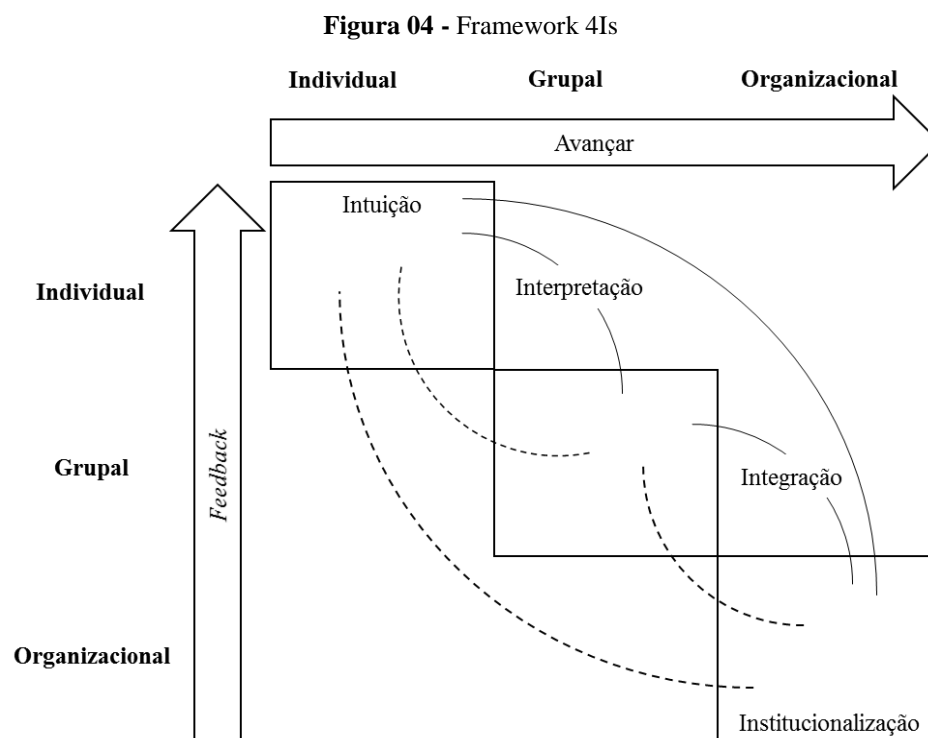 Figura 04 - Framework 4Is
Individual
Grupal
Organizacional
Avançar
Intuição
Individual
Interpretação
Feedback
Grupal
Integração
Organizacional
Institucionalização